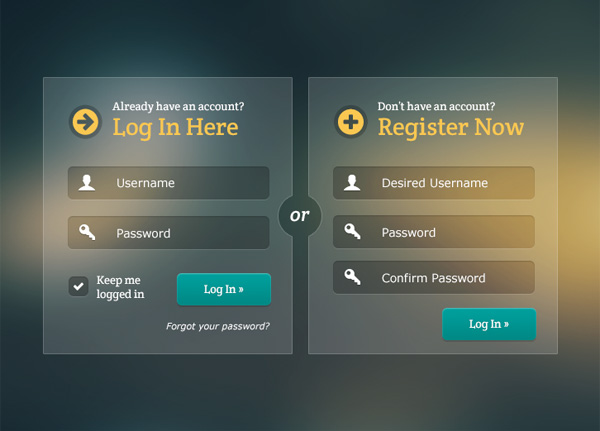 Already have an account?
Log In Here
Username
Password
Keep me
logged in
Log In »
Forgot your password?
or
Don't have an account?
Register Now
Desired Username
Password
Confirm Password
Log In »